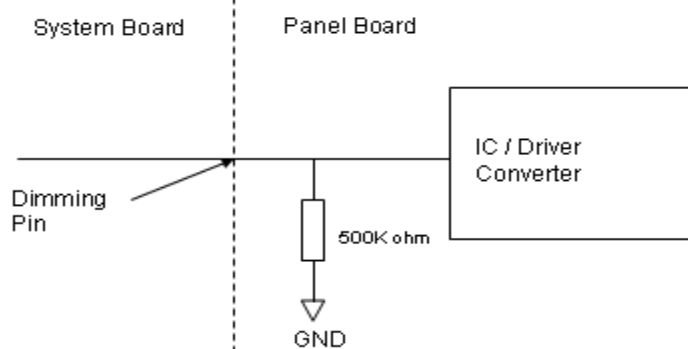 System Board
Panel Board
IC / Driver
Converter
Dimming
Pin
500K ohm
GND